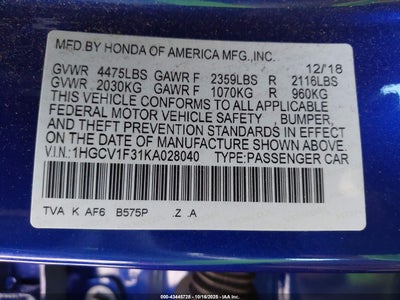 MFD.BY HONDA OF AMERICA MFG.,INC.
12/'18
GVWR 4475LBS GAWR F 2359LBS R 2116LBS
GVWR 2030KG GAWR F 1070KG R 960KG
THIS VEHICLE CONFORMS TO ALL APPLICABLE
FEDERAL MOTOR VEHICLE SAFETY , BUMPER,
AND THEFT PREVENTION STANDARDS IN EFFECT
ON THE DATE OF MANUFACTURE SHOWN ABOVE.
V.I.N.:1HGCV1F31KA028040 TYPE:PASSENGER CAR
TVA K AF6 B575P .Z .A
000-43445728 - 10/16/2025 - IAA Inc.